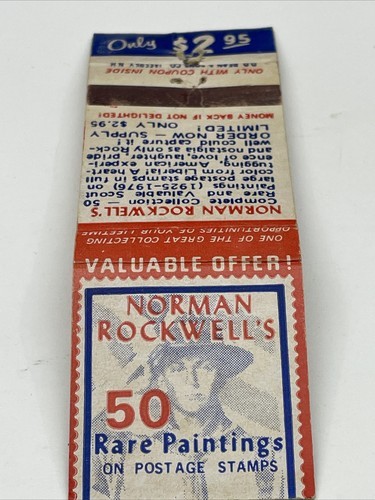 Only $2.95
ONE OF THE GREAT COLLECTING
OPPORTUNITIES OF YOUR LIFETIME
NORMAN ROCKWELL'S
Complete Collection - 50
Rare and Valuable Scout
Paintings (1925-1976) on
large postage stamps in full
color from Liberia. A heart-
tugging, American experi-
ence of love, laughter, pride
and nostalgia as only Rock-
well could capture it!
ORDER NOW — SUPPLY
LIMITED! ONLY $2.95
MONEY BACK IF NOT DELIGHTED!
ONLY WITH COUPON INSIDE
VALUABLE OFFER!
NORMAN
ROCKWELL'S
50
Rare Paintings
ON POSTAGE STAMPS